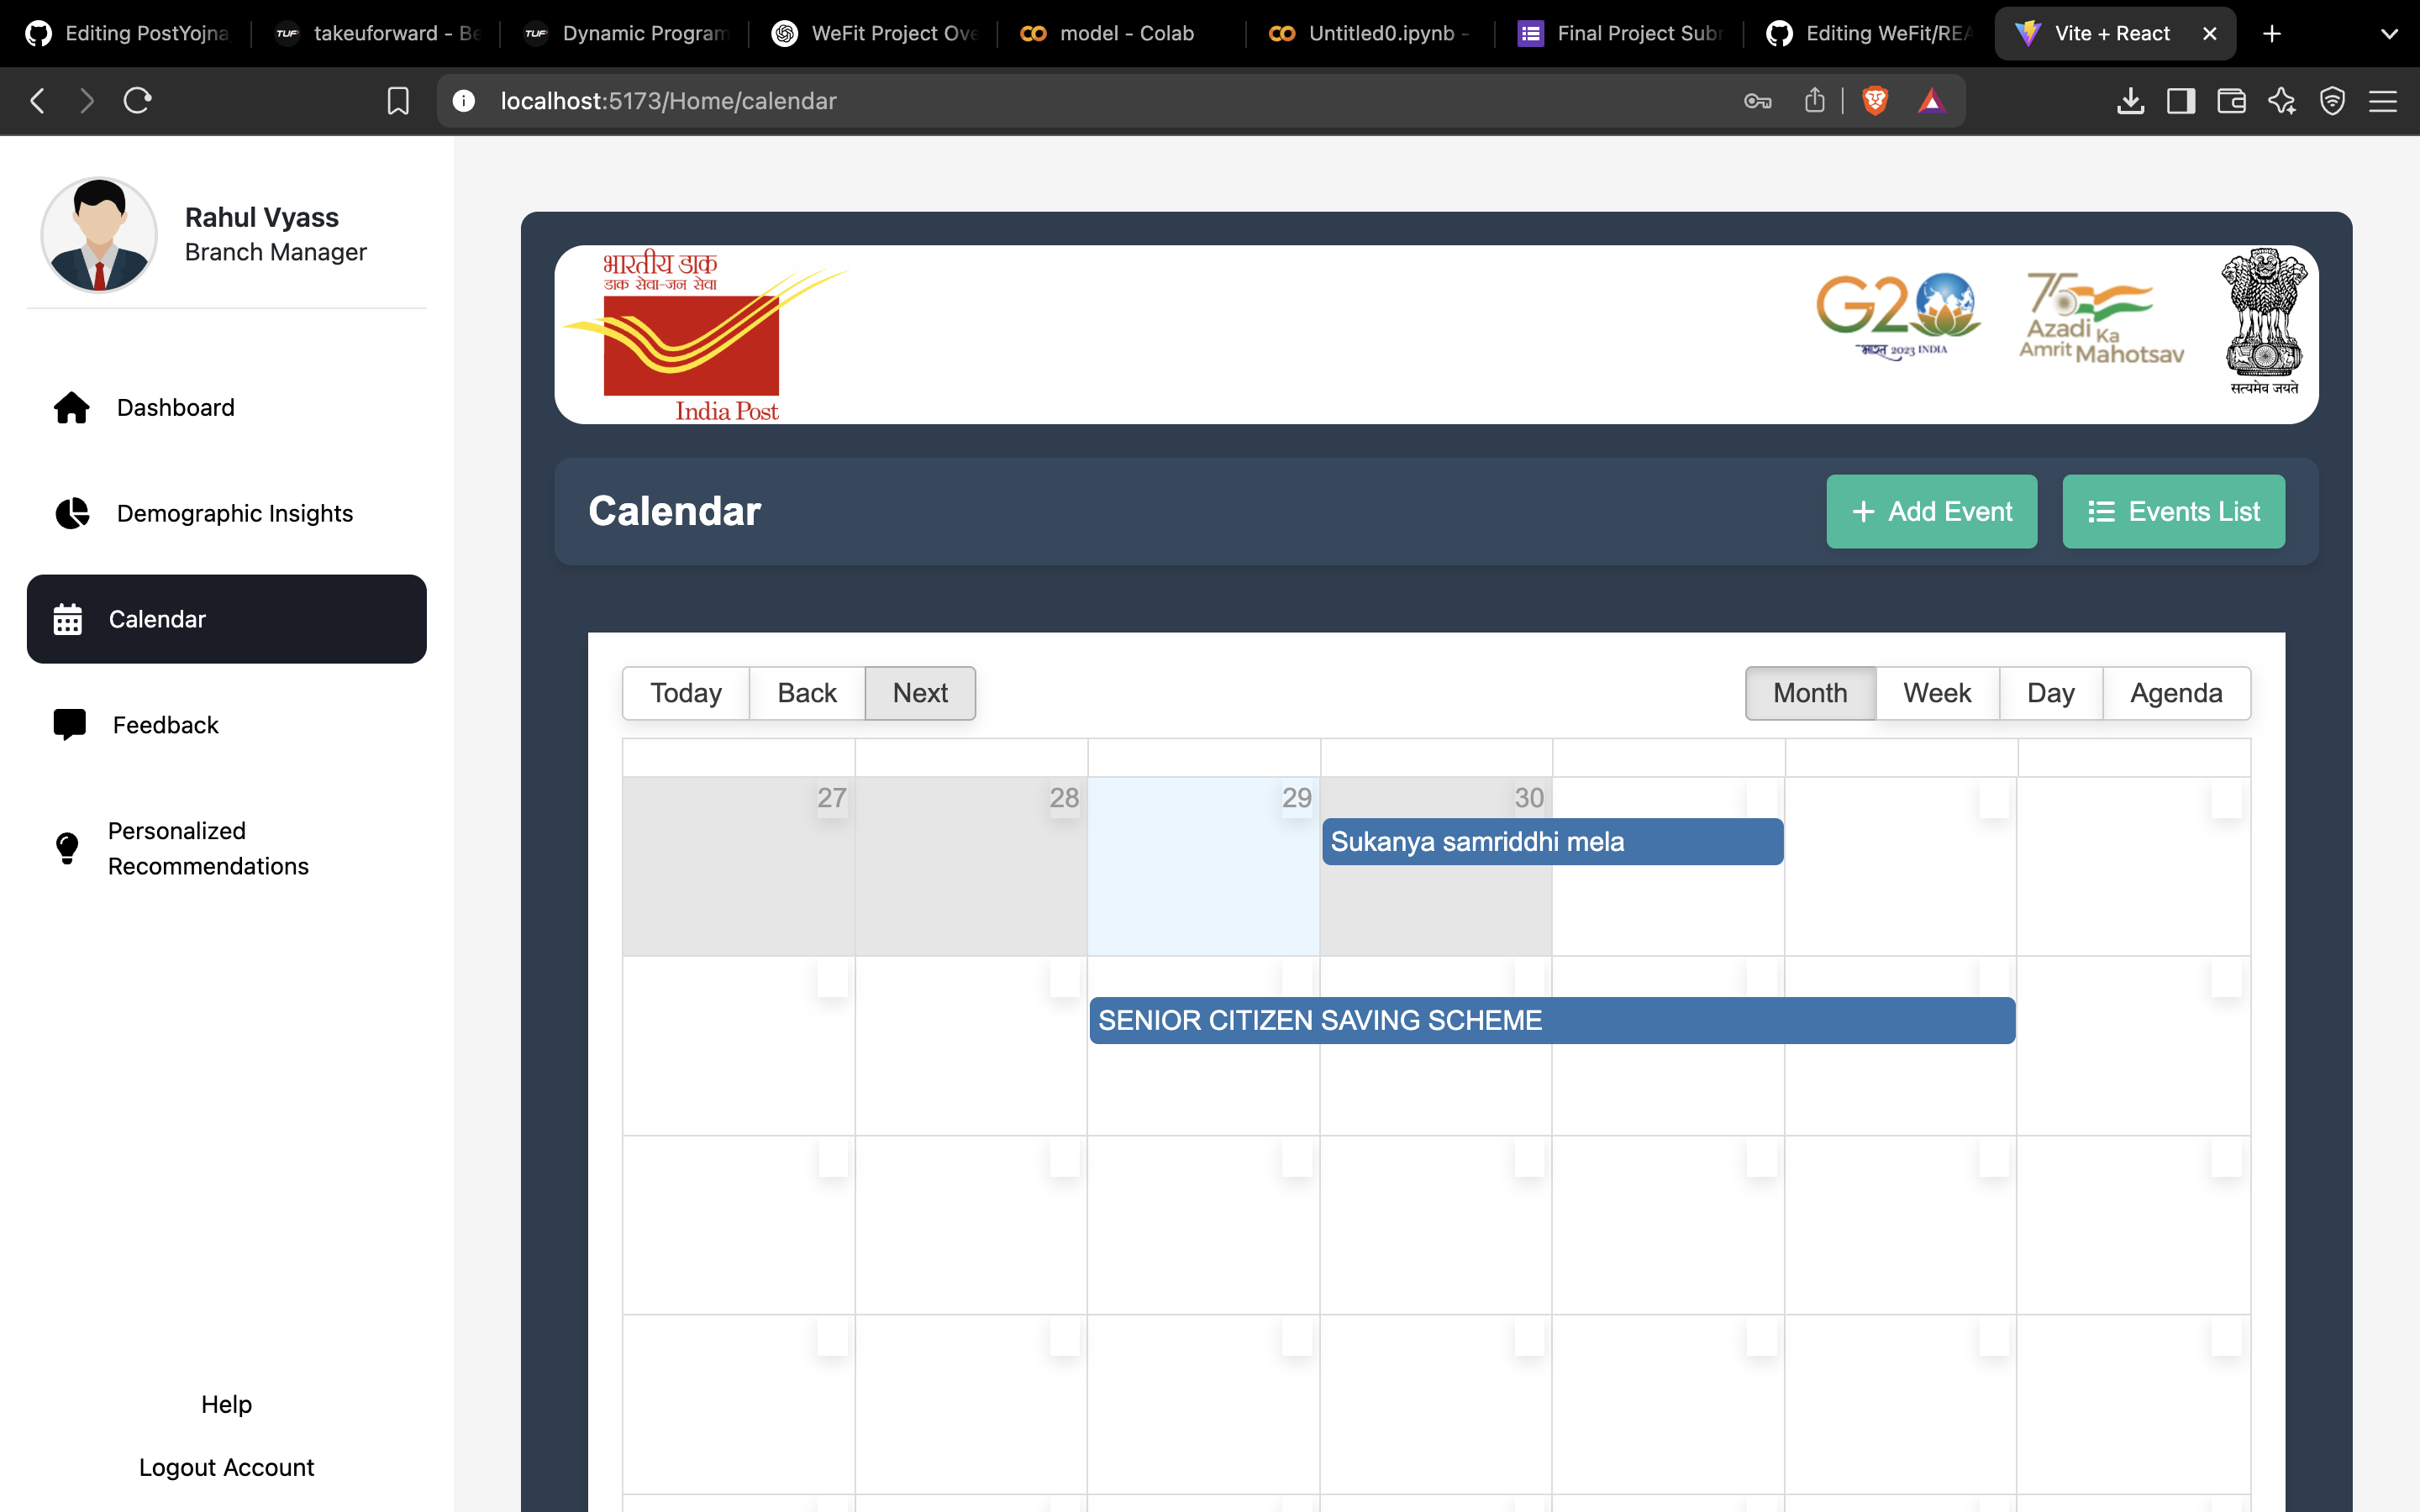 Editing PostYojna
takeuforward - Be
Dynamic Program
WeFit Project Ove
model - Colab
Untitled0.ipynb -
Final Project Subr
Editing WeFit/REA
Vite + React
localhost:5173/Home/calendar
Rahul Vyass
Branch Manager
Dashboard
Demographic Insights
Calendar
Feedback
Personalized
Recommendations
Help
Logout Account
भारतीय डाक
डाक सेवा-जन सेवा
India Post
G20
भारत 2023 INDIA
75
Azadi Ka
Amrit Mahotsav
सत्यमेव जयते
Calendar
+ Add Event
Events List
Today Back Next
Month Week Day Agenda
27 28 29 30
Sukanya samriddhi mela
SENIOR CITIZEN SAVING SCHEME